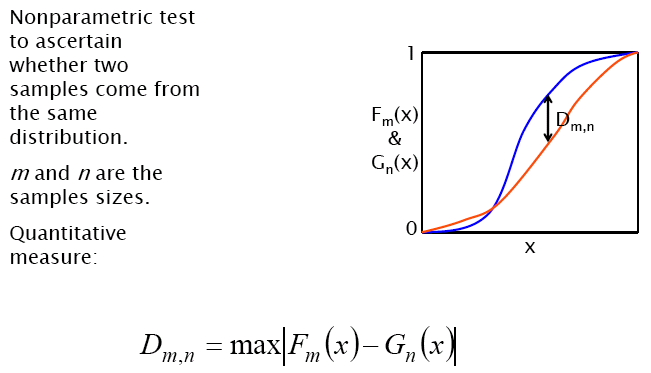 Nonparametric test
to ascertain
whether two
samples come from
the same
distribution.
m and n are the
samples sizes.
Quantitative
measure:
1
Fm(x)
&
Gn(x)
Dm,n
0
x
Dm,n = max|Fm(x) − Gn(x)|